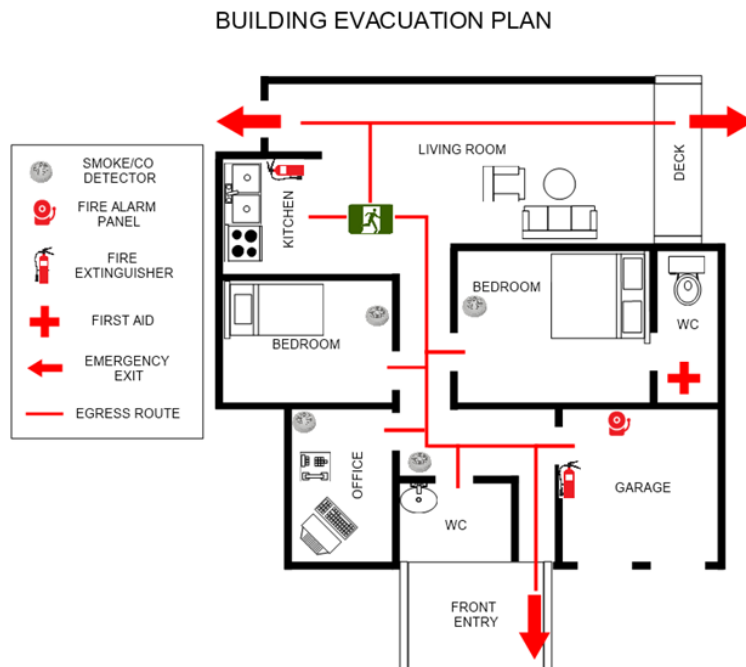 BUILDING EVACUATION PLAN
SMOKE/CO
DETECTOR
FIRE ALARM
PANEL
FIRE
EXTINGUISHER
FIRST AID
EMERGENCY
EXIT
EGRESS ROUTE
LIVING ROOM
DECK
KITCHEN
BEDROOM
WC
BEDROOM
OFFICE
GARAGE
WC
FRONT
ENTRY